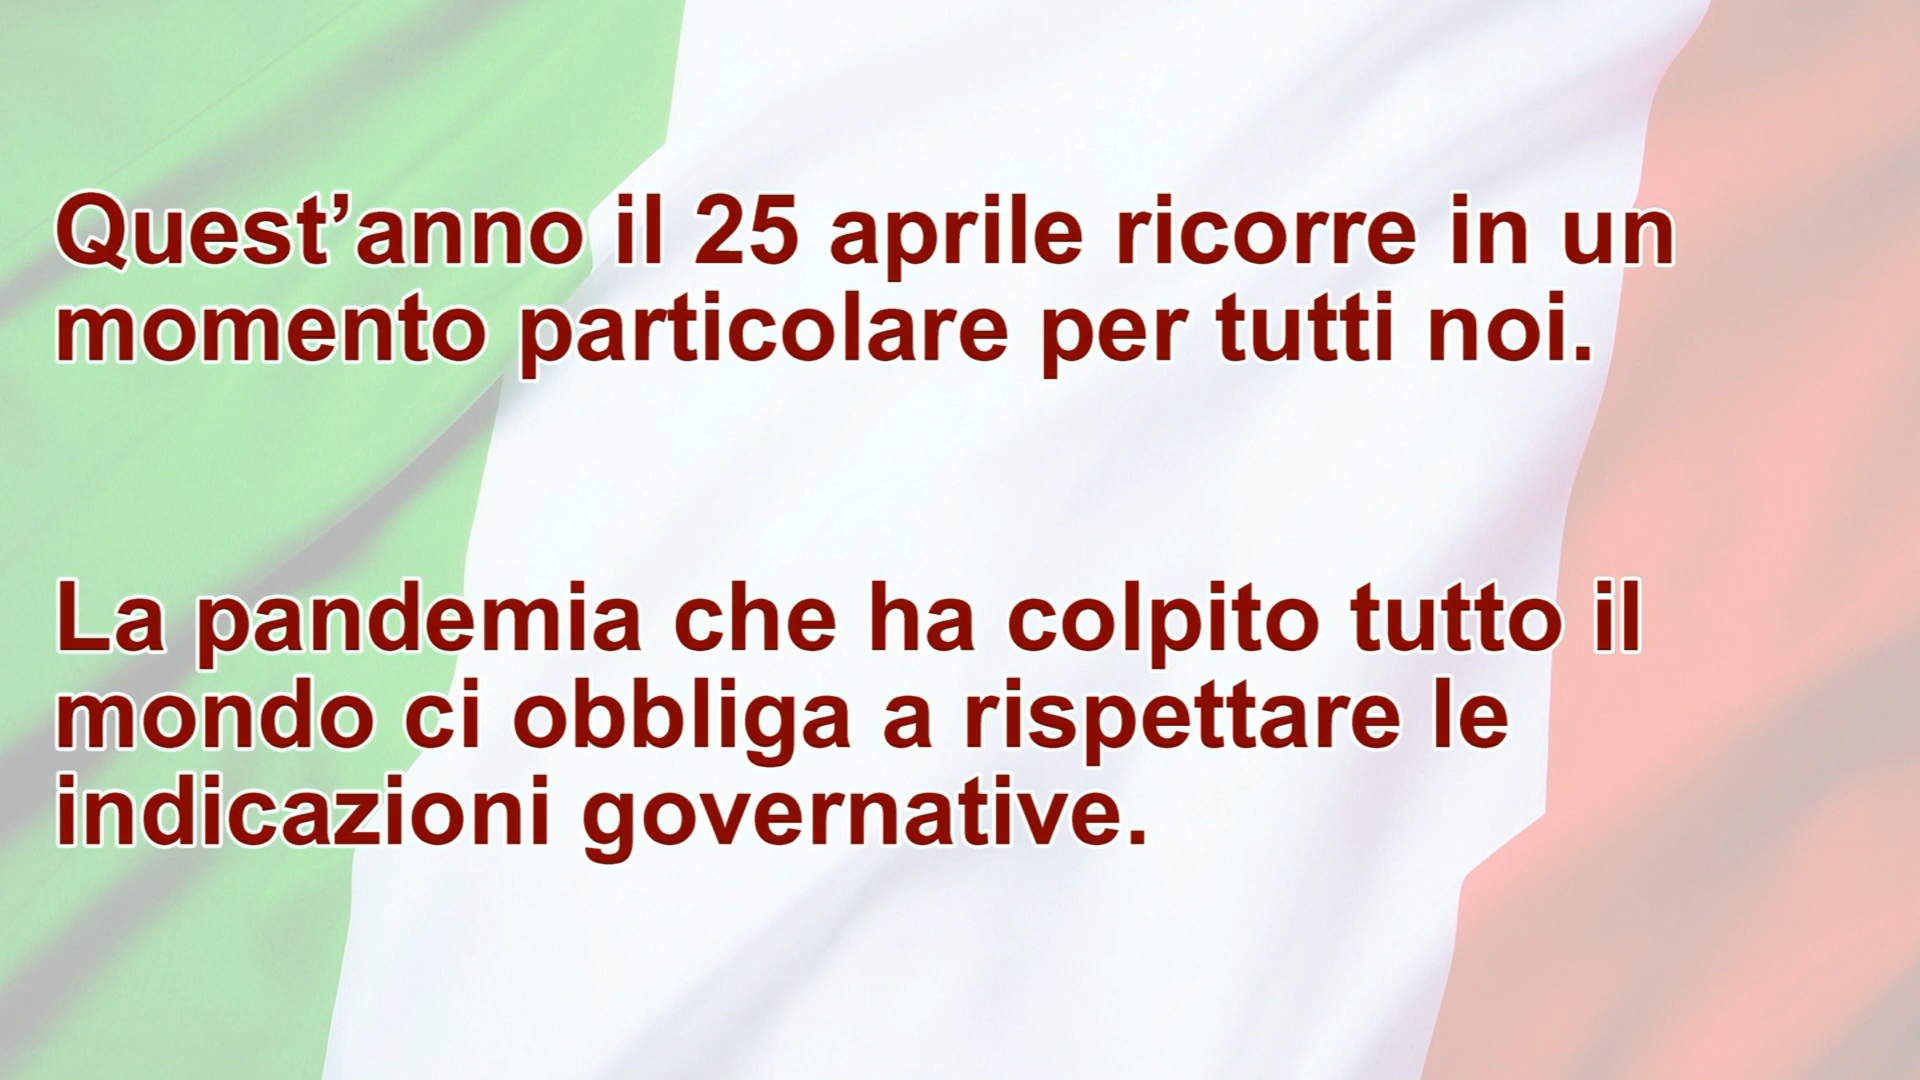 Quest’anno il 25 aprile ricorre in un
momento particolare per tutti noi.
La pandemia che ha colpito tutto il
mondo ci obbliga a rispettare le
indicazioni governative.